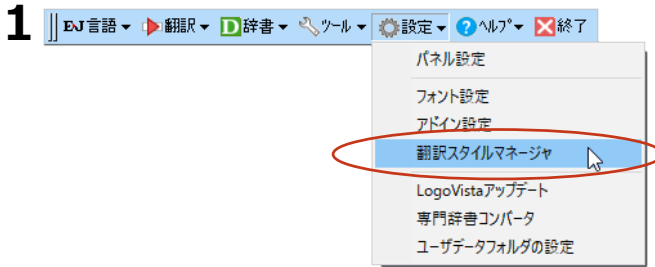 1
EJ 言語 翻訳 D 辞書 ツール 設定 ? ヘルプ 終了
パネル設定
フォント設定
アドイン設定
翻訳スタイルマネージャ
LogoVistaアップデート
専門辞書コンバータ
ユーザデータフォルダの設定